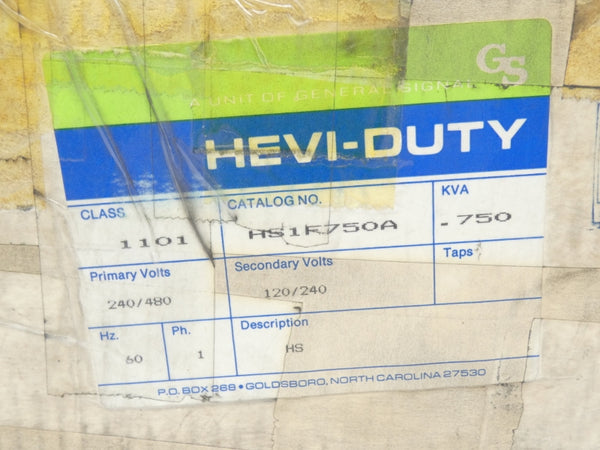 GS
A UNIT OF GENERAL SIGNAL
HEVI-DUTY
CLASS
1101
CATALOG NO.
HS1F750A
KVA
.750
Primary Volts
240/480
Secondary Volts
120/240
Taps
Hz.
60
Ph.
1
Description
HS
P.O. BOX 268 • GOLDSBORO, NORTH CAROLINA 27530